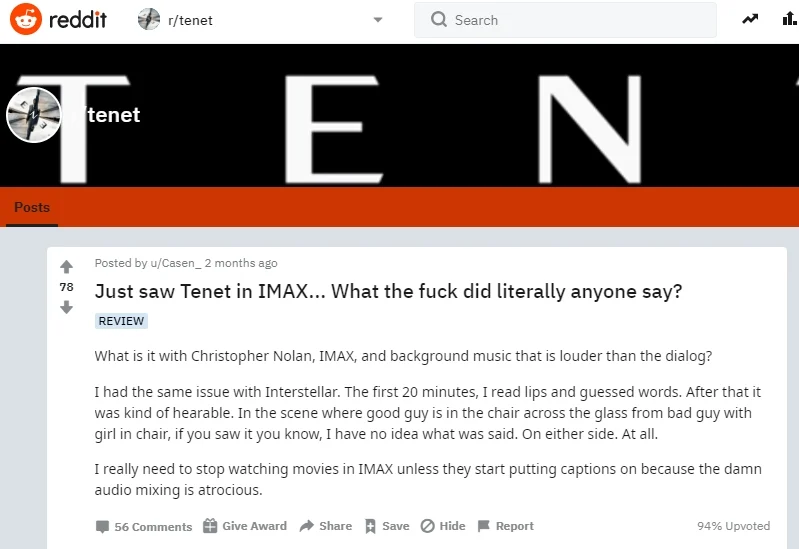 reddit r/tenet Search
T E N
/tenet
Posts
Posted by u/Casen_ 2 months ago
78
Just saw Tenet in IMAX... What the fuck did literally anyone say?
REVIEW
What is it with Christopher Nolan, IMAX, and background music that is louder than the dialog?
I had the same issue with Interstellar. The first 20 minutes, I read lips and guessed words. After that it
was kind of hearable. In the scene where good guy is in the chair across the glass from bad guy with
girl in chair, if you saw it you know, I have no idea what was said. On either side. At all.
I really need to stop watching movies in IMAX unless they start putting captions on because the damn
audio mixing is atrocious.
56 Comments Give Award Share Save Hide Report 94% Upvoted